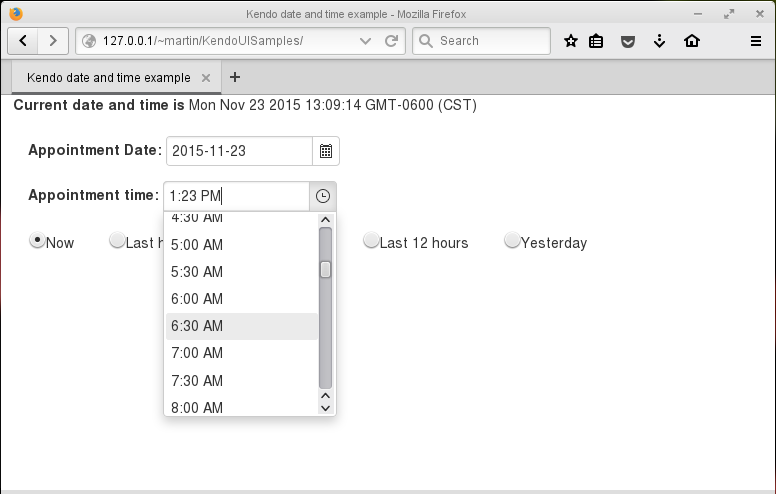 Kendo date and time example - Mozilla Firefox
127.0.0.1/~martin/KendoUISamples/
Search
Kendo date and time example
Current date and time is Mon Nov 23 2015 13:09:14 GMT-0600 (CST)
Appointment Date: 2015-11-23
Appointment time: 1:23 PM
4:30 AM
Now Last h Last 12 hours Yesterday
5:00 AM
5:30 AM
6:00 AM
6:30 AM
7:00 AM
7:30 AM
8:00 AM